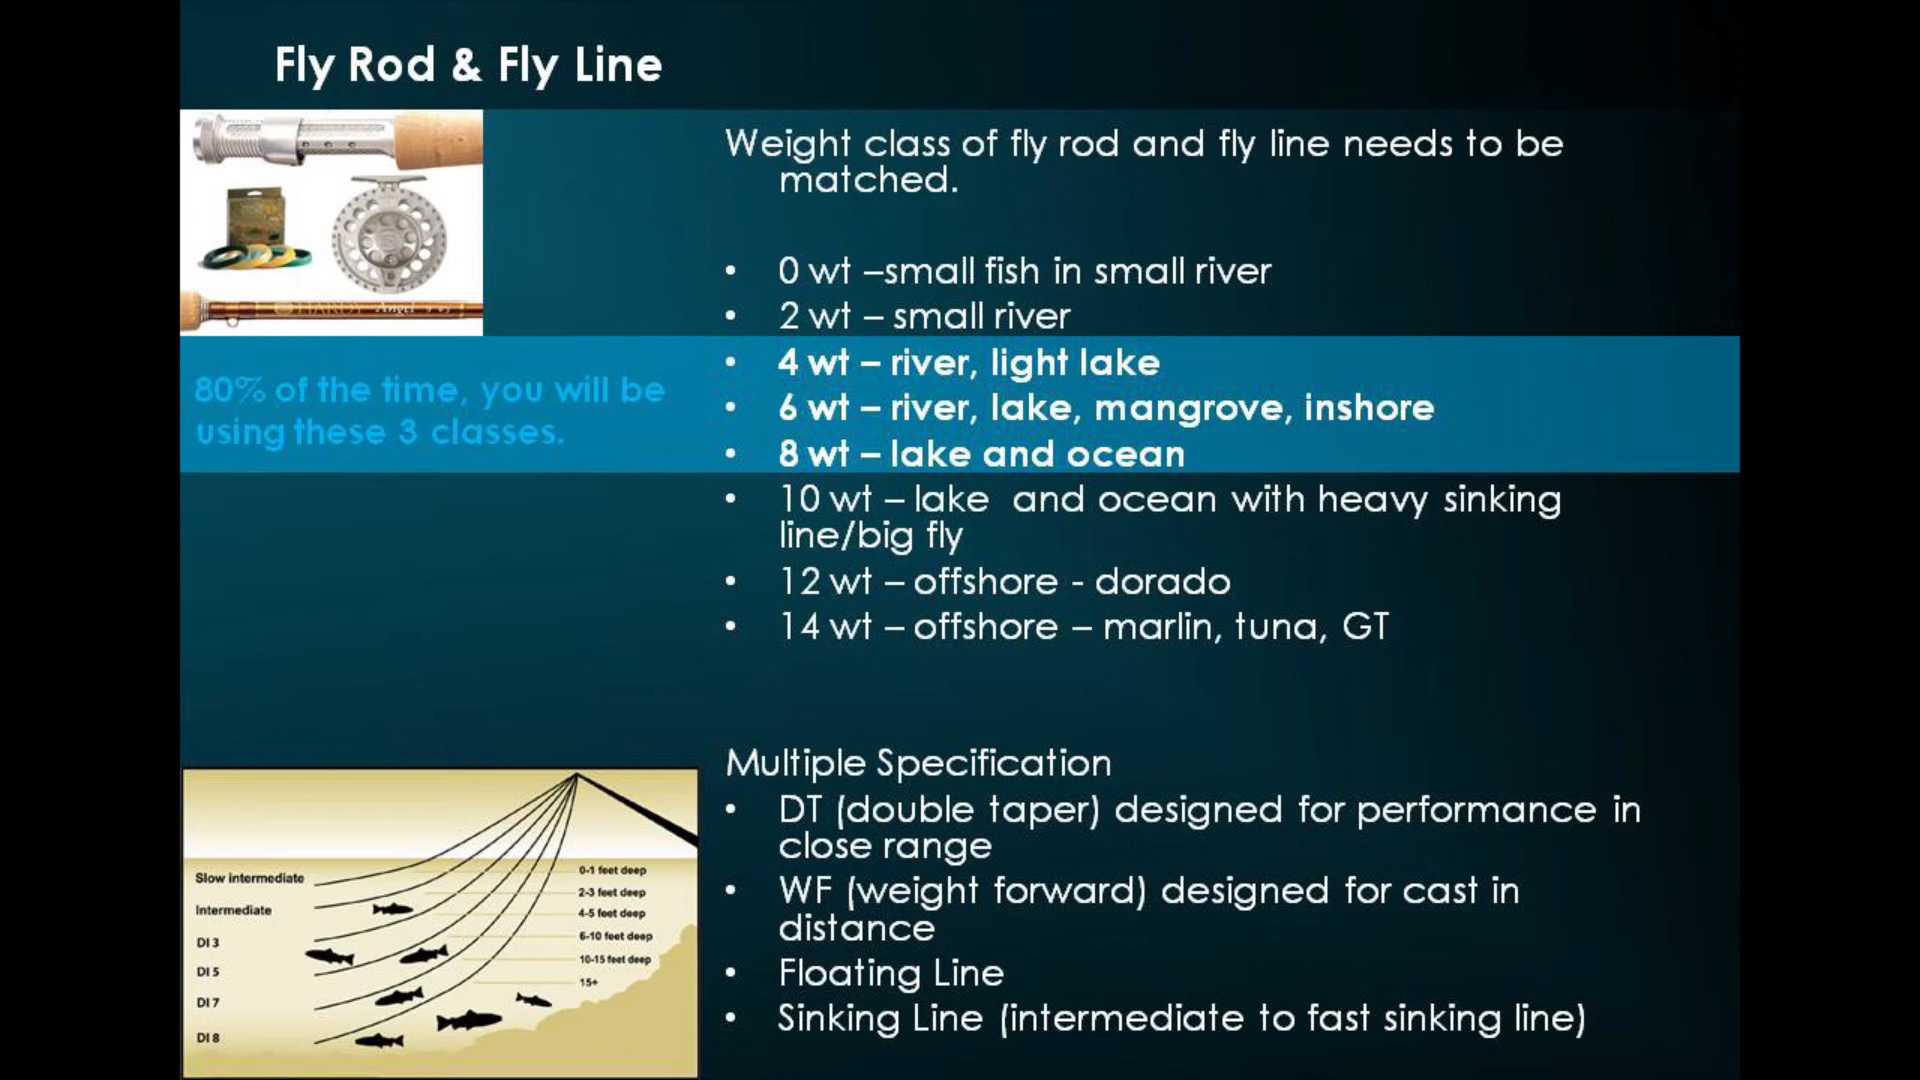 Fly Rod & Fly Line
Weight class of fly rod and fly line needs to be
matched.
• 0 wt –small fish in small river
• 2 wt – small river
• 4 wt – river, light lake
• 6 wt – river, lake, mangrove, inshore
• 8 wt – lake and ocean
• 10 wt – lake and ocean with heavy sinking
line/big fly
• 12 wt – offshore - dorado
• 14 wt – offshore – marlin, tuna, GT
80% of the time, you will be
using these 3 classes.
Multiple Specification
• DT (double taper) designed for performance in
close range
• WF (weight forward) designed for cast in
distance
• Floating Line
• Sinking Line (intermediate to fast sinking line)
Slow intermediate
Intermediate
DI 3
DI 5
DI 7
DI 8
0-1 feet deep
2-3 feet deep
4-5 feet deep
6-10 feet deep
10-15 feet deep
15+
HARDY Angel